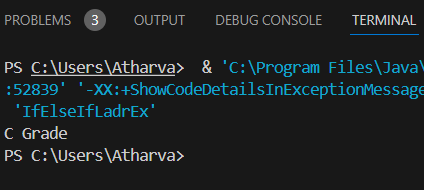 PROBLEMS 3 OUTPUT DEBUG CONSOLE TERMINAL
PS C:\Users\Atharva> & 'C:\Program Files\Java\
:52839' '-XX:+ShowCodeDetailsInExceptionMessage
'IfElseIfLadrEx'
C Grade
PS C:\Users\Atharva>